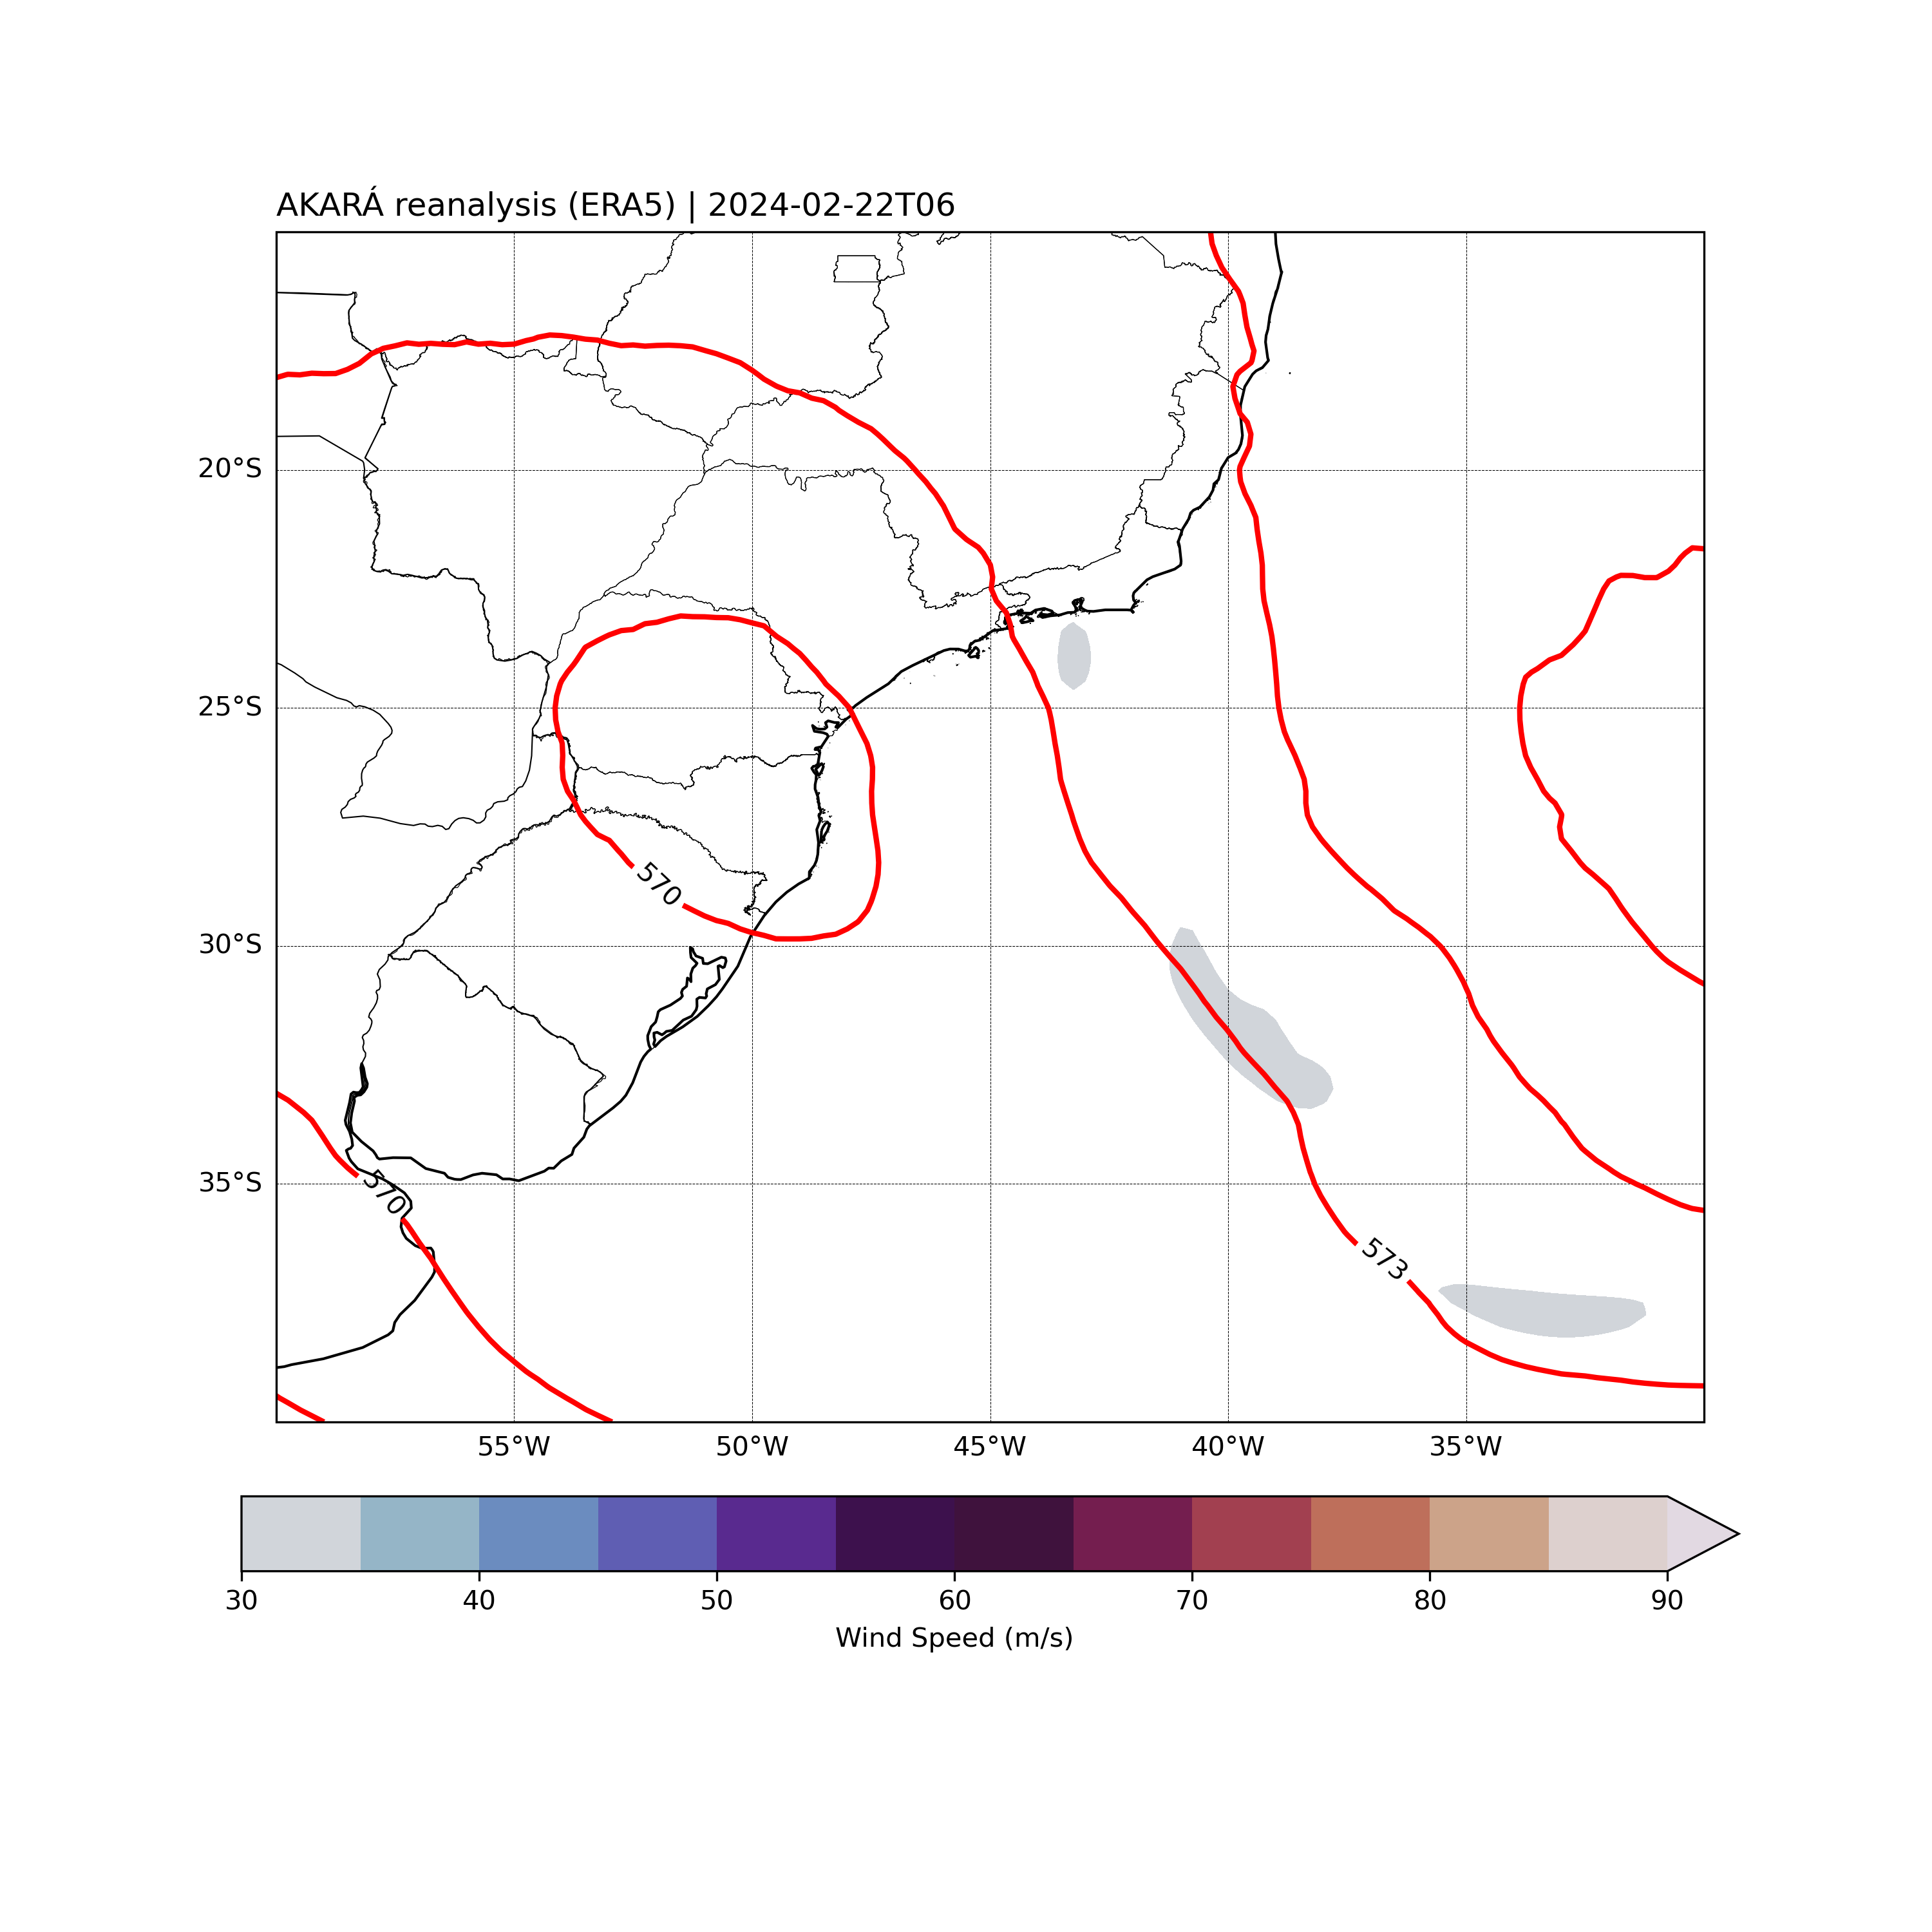 AKARÁ reanalysis (ERA5) | 2024-02-22T06
20°S
25°S
30°S
35°S
570
570
573
55°W
50°W
45°W
40°W
35°W
30
40
50
60
70
80
90
Wind Speed (m/s)